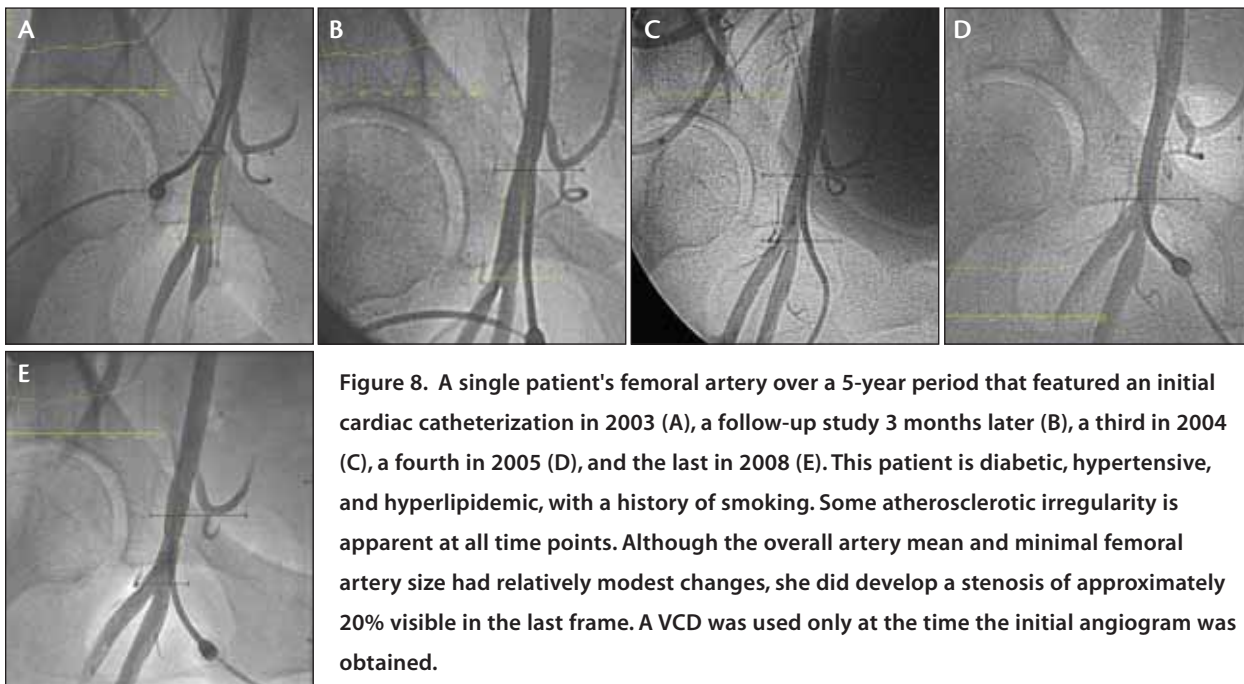 A
B
C
D
E
Figure 8. A single patient's femoral artery over a 5-year period that featured an initial
cardiac catheterization in 2003 (A), a follow-up study 3 months later (B), a third in 2004
(C), a fourth in 2005 (D), and the last in 2008 (E). This patient is diabetic, hypertensive,
and hyperlipidemic, with a history of smoking. Some atherosclerotic irregularity is
apparent at all time points. Although the overall artery mean and minimal femoral
artery size had relatively modest changes, she did develop a stenosis of approximately
20% visible in the last frame. A VCD was used only at the time the initial angiogram was
obtained.